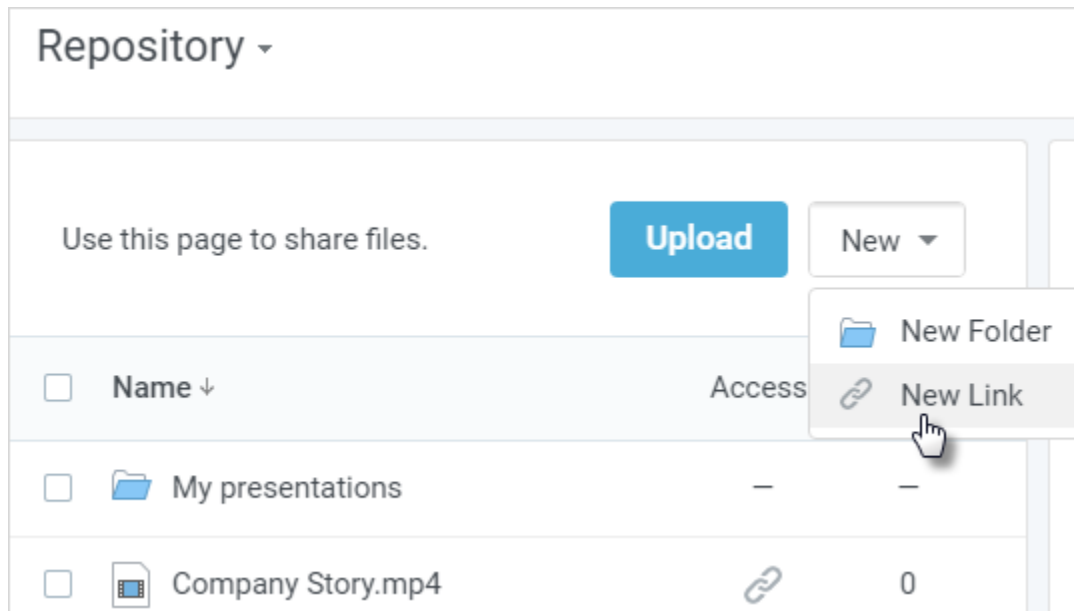 Repository
Use this page to share files.
Upload
New
New Folder
Name
Access
New Link
My presentations
–
–
Company Story.mp4
0